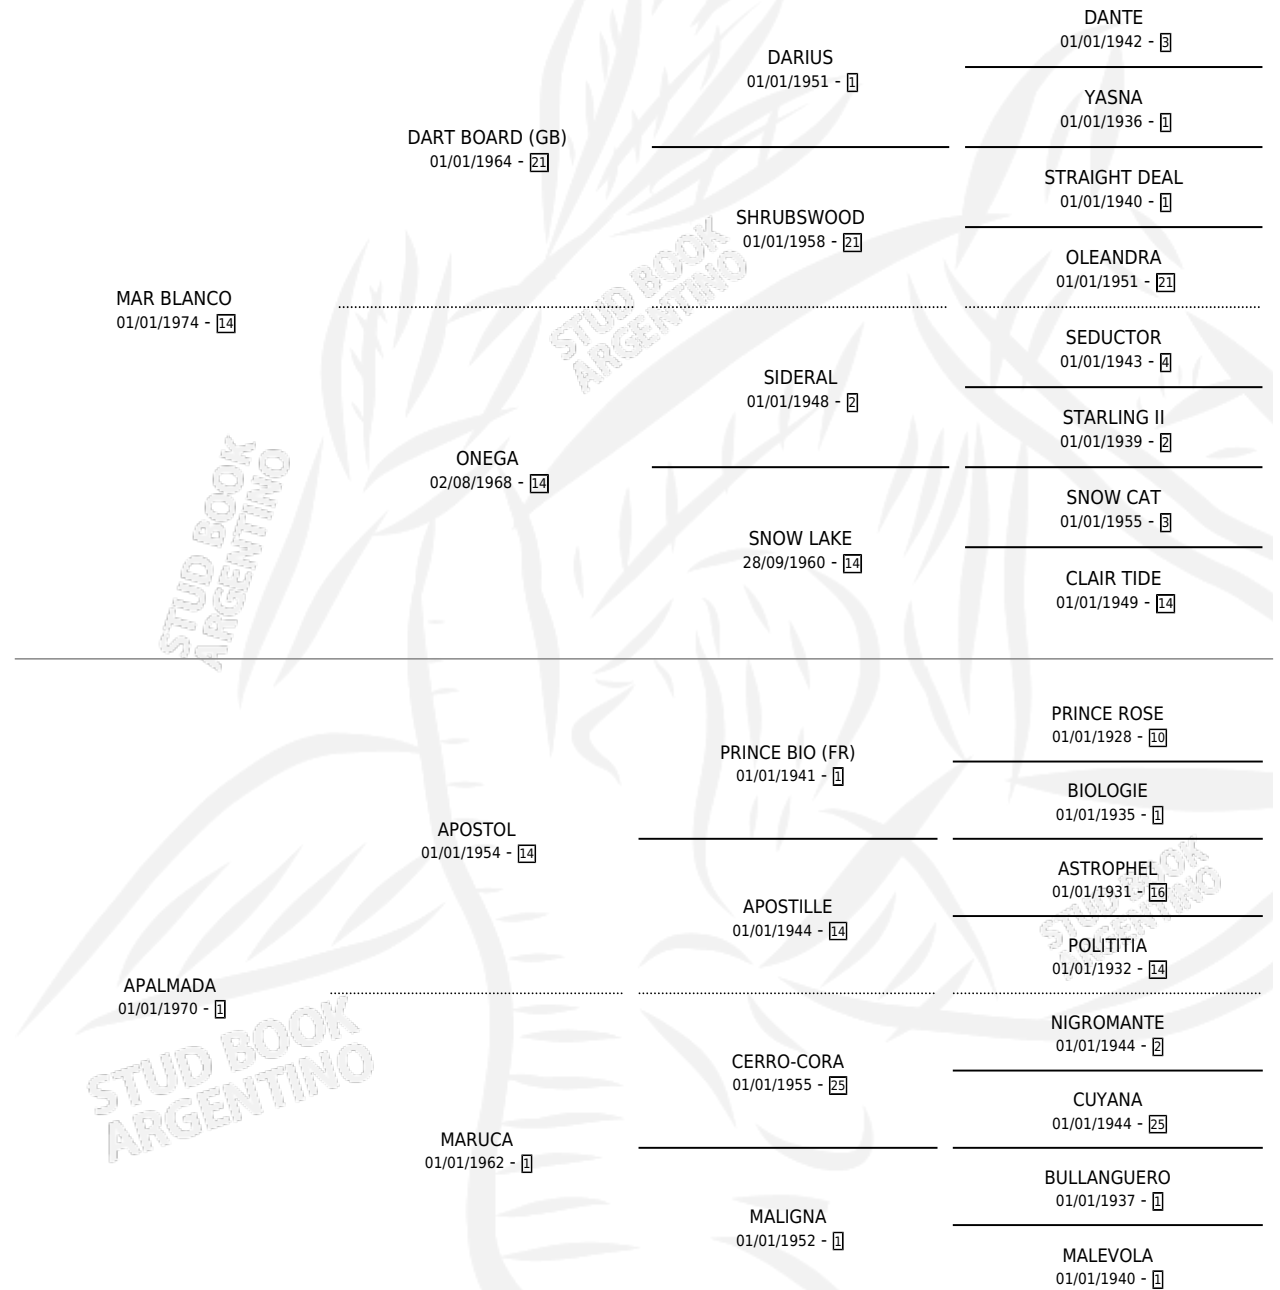 DANTE
01/01/1942 - 3
DARIUS
01/01/1951 - 1
YASNA
01/01/1936 - 1
DART BOARD (GB)
01/01/1964 - 21
STRAIGHT DEAL
01/01/1940 - 1
SHRUBSWOOD
01/01/1958 - 21
OLEANDRA
01/01/1951 - 21
MAR BLANCO
01/01/1974 - 14
SEDUCTOR
01/01/1943 - 4
SIDERAL
01/01/1948 - 2
STARLING II
01/01/1939 - 2
ONEGA
02/08/1968 - 14
SNOW CAT
01/01/1955 - 3
SNOW LAKE
28/09/1960 - 14
CLAIR TIDE
01/01/1949 - 14
PRINCE ROSE
01/01/1928 - 10
PRINCE BIO (FR)
01/01/1941 - 1
BIOLOGIE
01/01/1935 - 1
APOSTOL
01/01/1954 - 14
ASTROPHEL
01/01/1931 - 16
APOSTILLE
01/01/1944 - 14
POLITITIA
01/01/1932 - 14
APALMADA
01/01/1970 - 1
NIGROMANTE
01/01/1944 - 2
CERRO-CORA
01/01/1955 - 25
CUYANA
01/01/1944 - 25
MARUCA
01/01/1962 - 1
BULLANGUERO
01/01/1937 - 1
MALIGNA
01/01/1952 - 1
MALEVOLA
01/01/1940 - 1
STUD BOOK
ARGENTINO
STUD BOOK
ARGENTINO
STUD BOOK
ARGENTINO
STUD BOOK
ARGENTINO